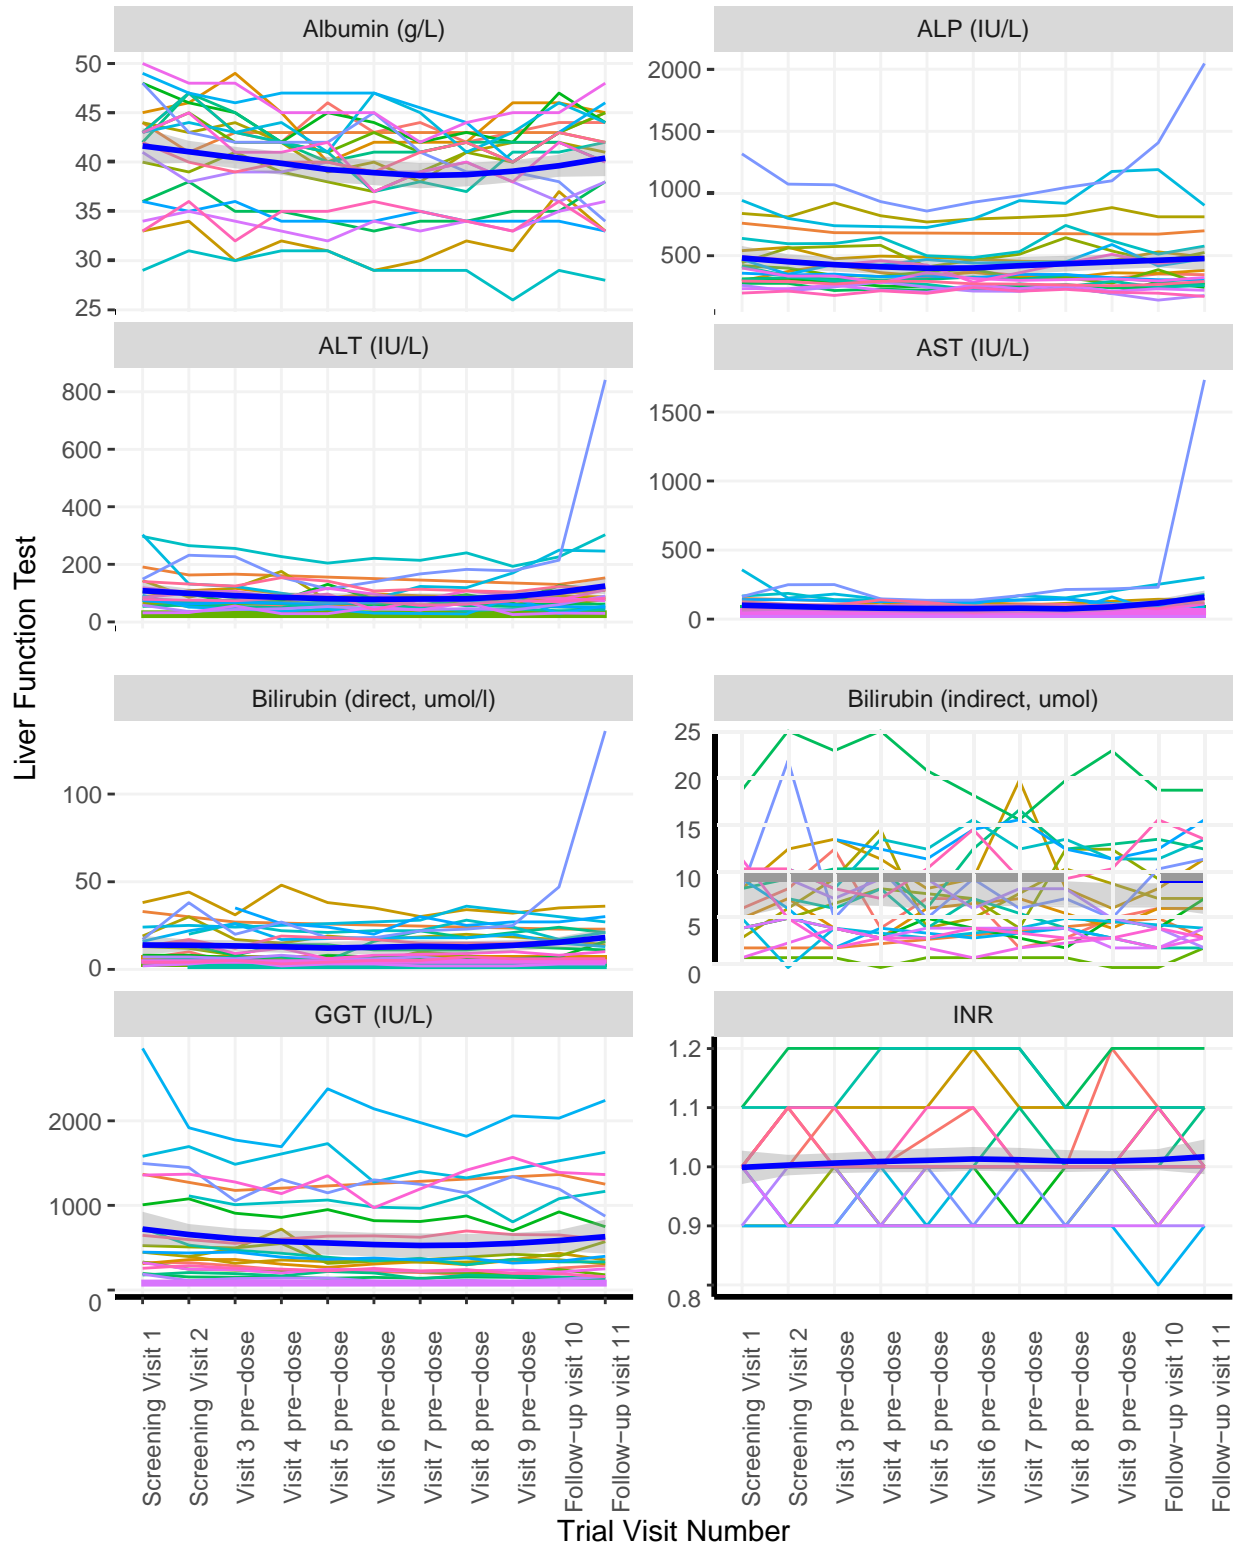 Albumin (g/L)
ALP (IU/L)
50
45
40
35
30
25
2000
1500
1000
500
ALT (IU/L)
AST (IU/L)
800
600
400
200
0
1500
1000
500
0
Liver Function Test
Bilirubin (direct, umol/l)
Bilirubin (indirect, umol)
100
50
0
25
20
15
10
5
0
GGT (IU/L)
INR
2000
1000
0
1.2
1.1
1.0
0.9
0.8
Screening Visit 1
Screening Visit 2
Visit 3 pre−dose
Visit 4 pre−dose
Visit 5 pre−dose
Visit 6 pre−dose
Visit 7 pre−dose
Visit 8 pre−dose
Visit 9 pre−dose
Follow−up visit 10
Follow−up visit 11
Screening Visit 1
Screening Visit 2
Visit 3 pre−dose
Visit 4 pre−dose
Visit 5 pre−dose
Visit 6 pre−dose
Visit 7 pre−dose
Visit 8 pre−dose
Visit 9 pre−dose
Follow−up visit 10
Follow−up visit 11
Trial Visit Number